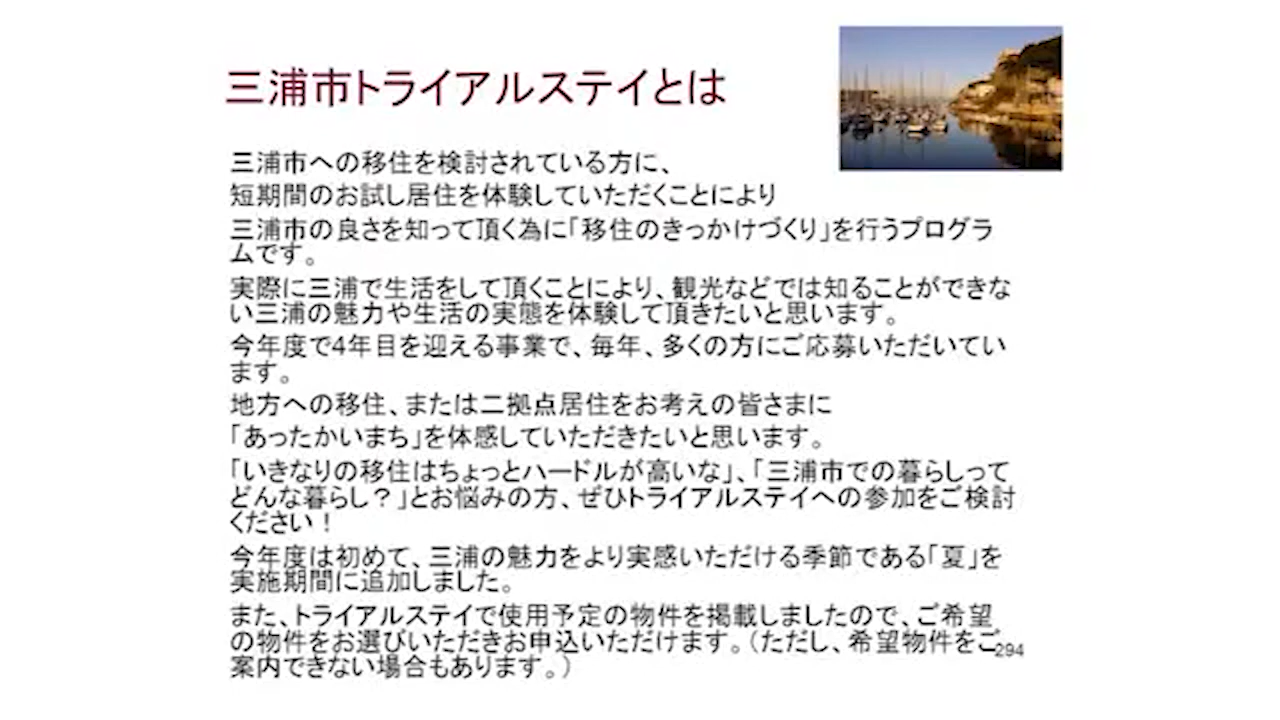 三浦市トライアルステイとは
三浦市への移住を検討されている方に、
短期間のお試し居住を体験していただくことにより
三浦市の良さを知って頂く為に「移住のきっかけづくり」を行うプログラ
ムです。
実際に三浦で生活をして頂くことにより、観光などでは知ることができな
い三浦の魅力や生活の実態を体験して頂きたいと思います。
今年度で4年目を迎える事業で、毎年、多くの方にご応募いただいてい
ます。
地方への移住、または二拠点居住をお考えの皆さまに
「あったかいまち」を体感していただきたいと思います。
「いきなりの移住はちょっとハードルが高いな」、「三浦市での暮らしって
どんな暮らし？」とお悩みの方、ぜひトライアルステイへの参加をご検討
ください！
今年度は初めて、三浦の魅力をより実感いただける季節である「夏」を
実施期間に追加しました。
また、トライアルステイで使用予定の物件を掲載しましたので、ご希望
の物件をお選びいただきお申込いただけます。（ただし、希望物件をご
案内できない場合もあります。）
294